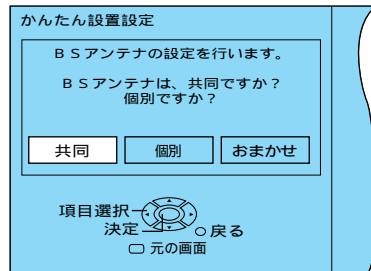 かんたん設置設定
ＢＳアンテナの設定を行います。
ＢＳアンテナは、共同ですか？
個別ですか？
共同 個別 おまかせ
項目選択
決定 戻る
元の画面